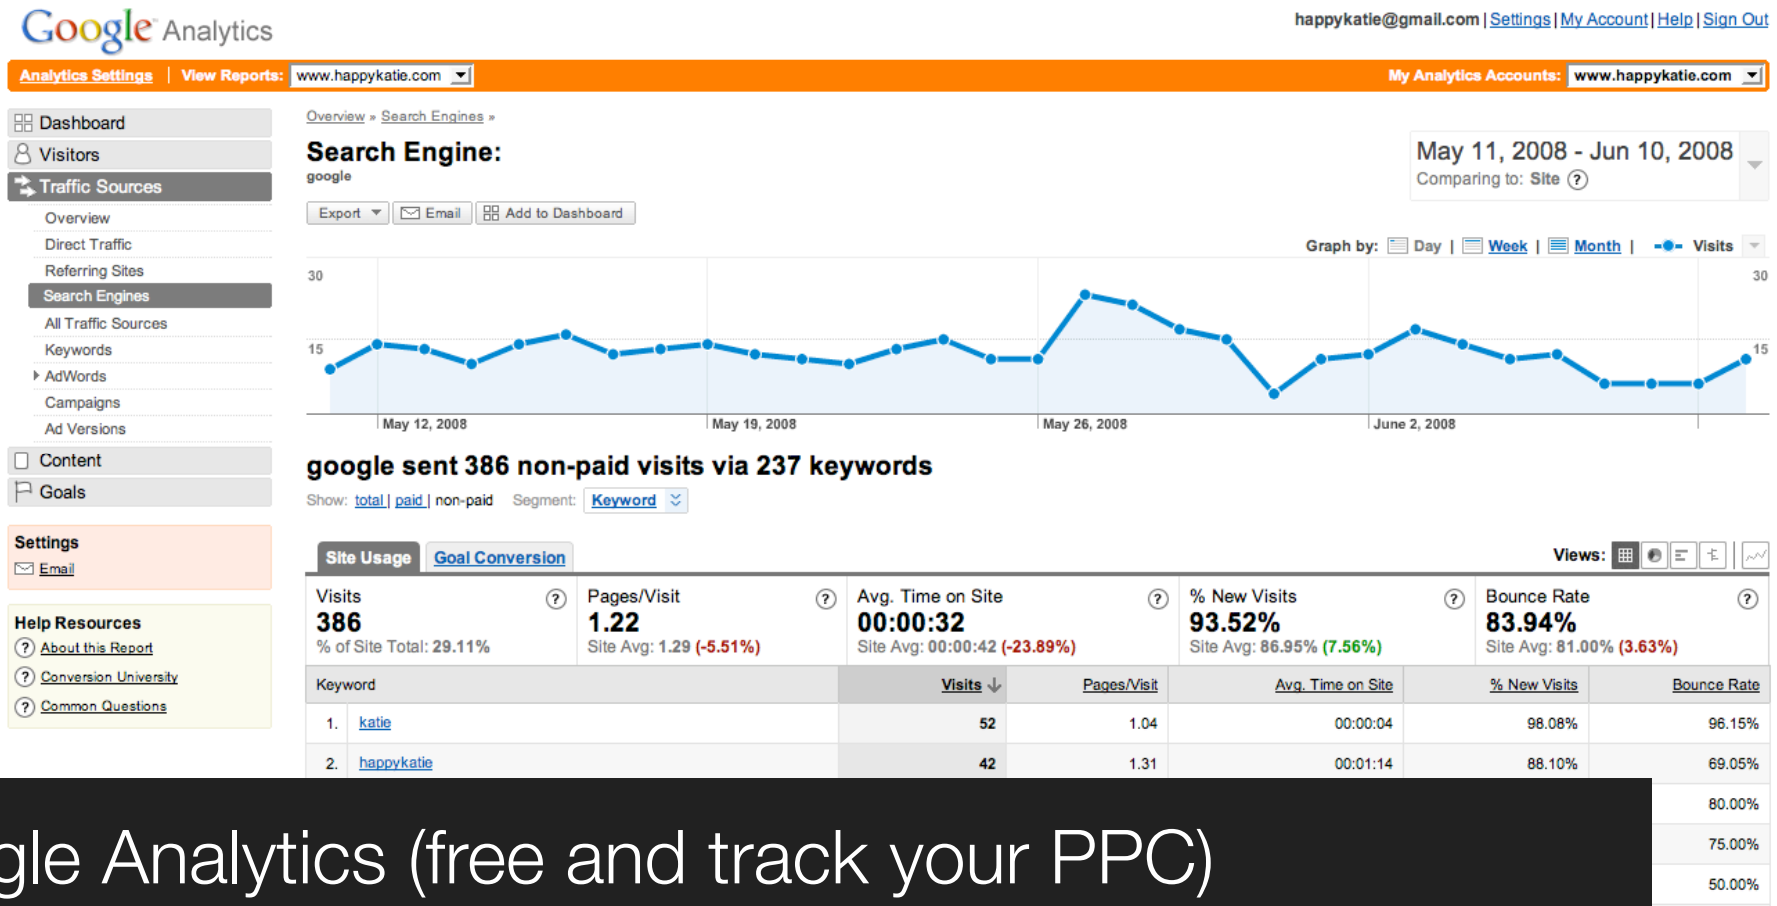 Google Analytics
happykatie@gmail.com | Settings | My Account | Help | Sign Out
Analytics Settings | View Reports: www.happykatie.com
My Analytics Accounts: www.happykatie.com
Dashboard
Visitors
Traffic Sources
Overview
Direct Traffic
Referring Sites
Search Engines
All Traffic Sources
Keywords
AdWords
Campaigns
Ad Versions
Content
Goals
Settings
Email
Help Resources
? About this Report
? Conversion University
? Common Questions
Overview » Search Engines »
Search Engine:
google
May 11, 2008 - Jun 10, 2008
Comparing to: Site ?
Export Email Add to Dashboard
Graph by: Day | Week | Month | Visits
30 30
15 15
May 12, 2008 May 19, 2008 May 26, 2008 June 2, 2008
google sent 386 non-paid visits via 237 keywords
Show: total | paid | non-paid Segment: Keyword
Site Usage Goal Conversion
Views:
Visits ? Pages/Visit ? Avg. Time on Site ? % New Visits ? Bounce Rate ?
386 1.22 00:00:32 93.52% 83.94%
% of Site Total: 29.11% Site Avg: 1.29 (-5.51%) Site Avg: 00:00:42 (-23.89%) Site Avg: 86.95% (7.56%) Site Avg: 81.00% (3.63%)
Keyword Visits Pages/Visit Avg. Time on Site % New Visits Bounce Rate
1. katie 52 1.04 00:00:04 98.08% 96.15%
2. happykatie 42 1.31 00:01:14 88.10% 69.05%
80.00%
75.00%
50.00%
gle Analytics (free and track your PPC)